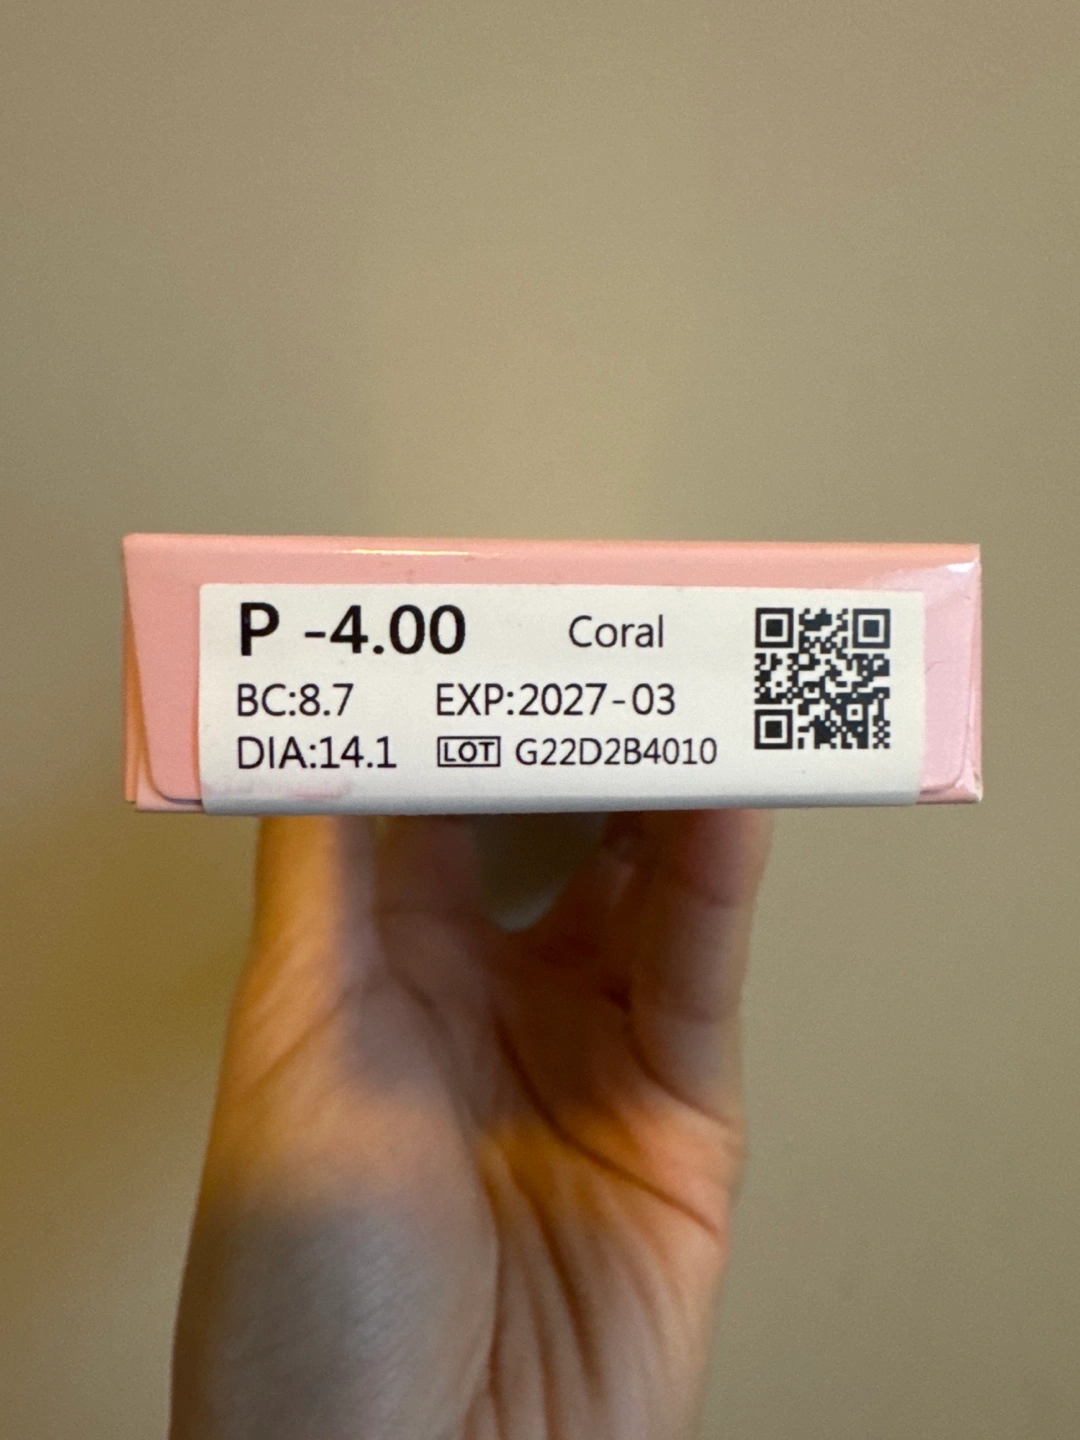 P -4.00 Coral
BC:8.7 EXP:2027-03
DIA:14.1 LOT G22D2B4010